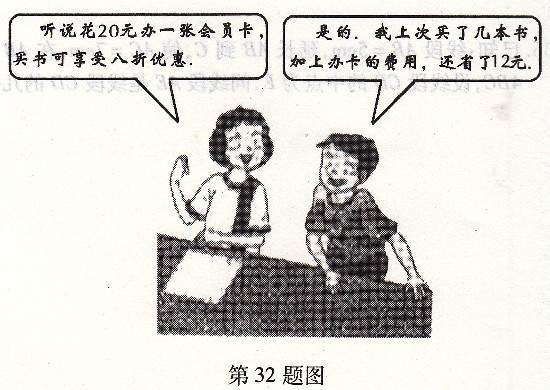 听说花20元办一张会员卡,
买书可享受八折优惠.
是的. 我上次买了几本书,
加上办卡的费用, 还省了12元.
第32题图